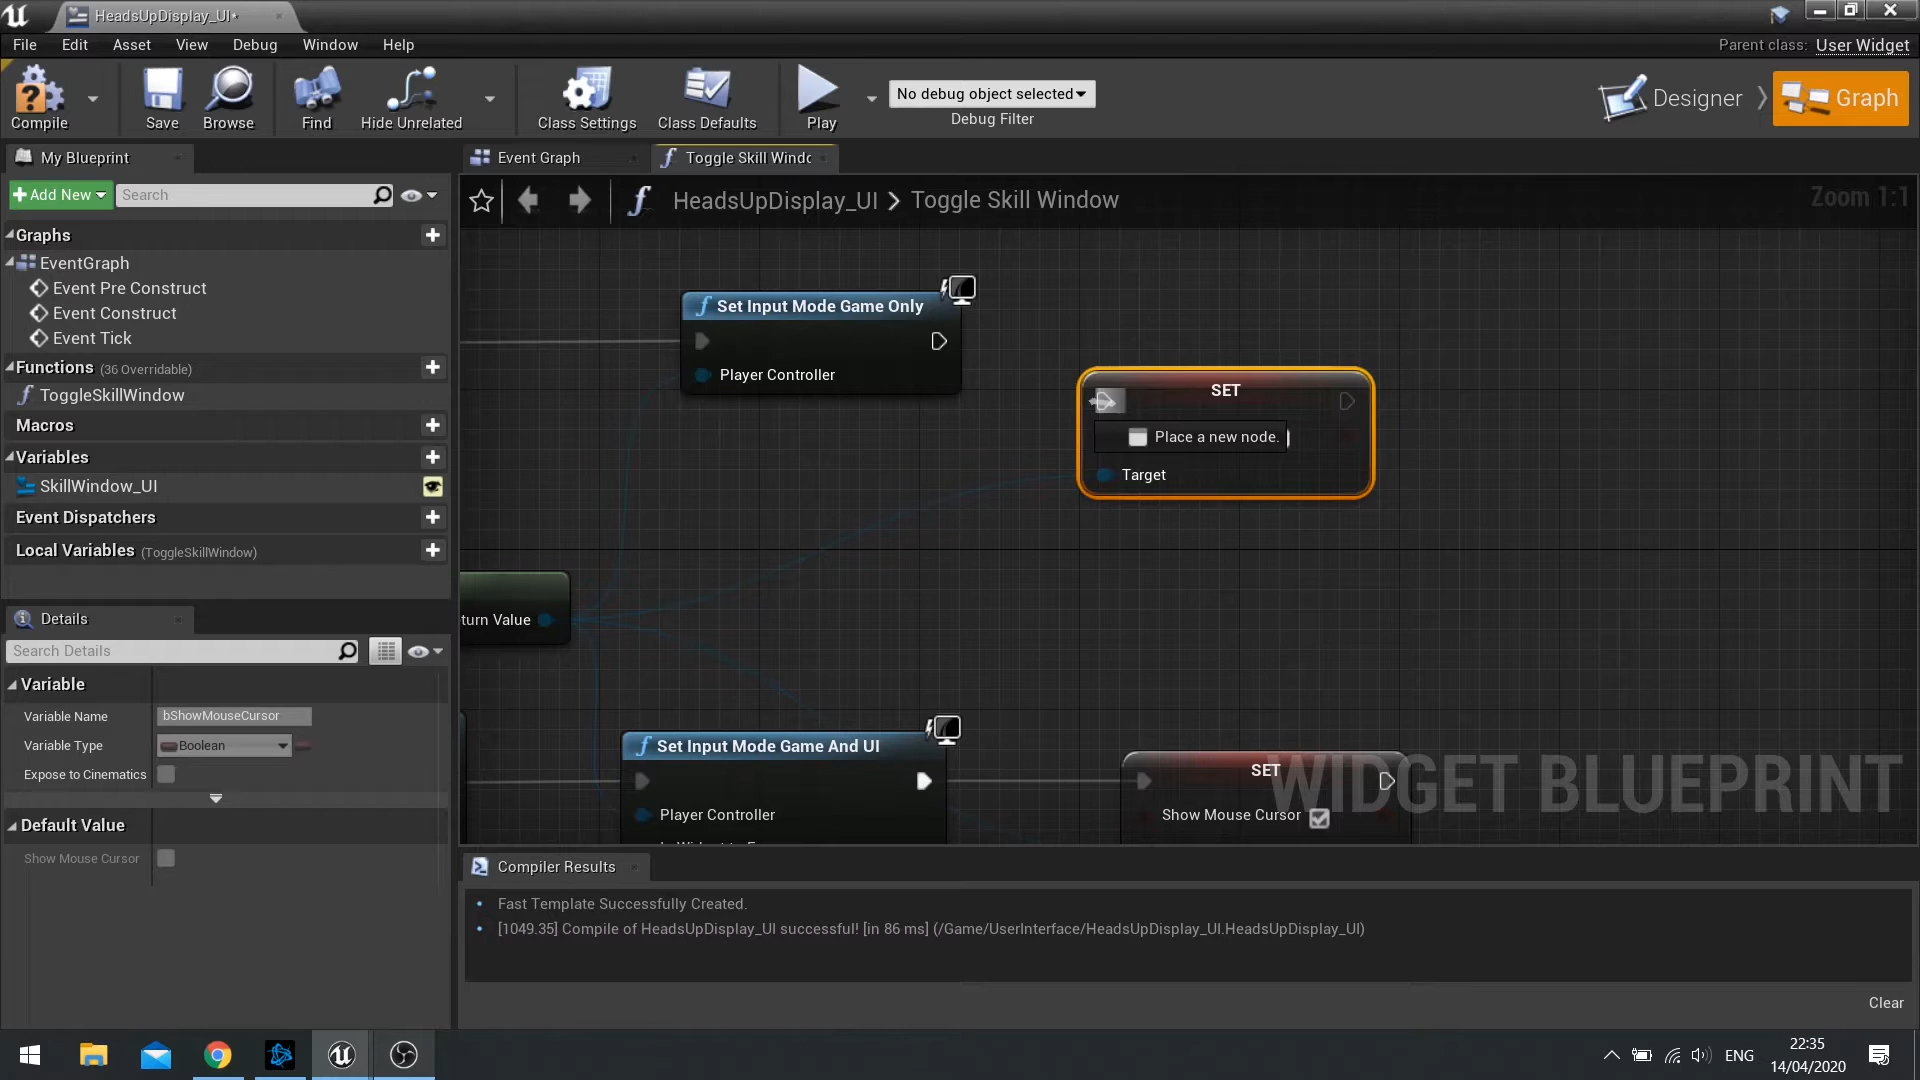 HeadsUpDisplay_UI*
File Edit Asset View Debug Window Help
Parent class: User Widget
Compile Save Browse Find Hide Unrelated Class Settings Class Defaults Play
No debug object selected
Debug Filter
Designer Graph
My Blueprint
Add New
Search
Event Graph
Toggle Skill Windo
HeadsUpDisplay_UI > Toggle Skill Window
Zoom 1:1
Graphs
EventGraph
Event Pre Construct
Event Construct
Event Tick
Functions (36 Overridable)
ToggleSkillWindow
Macros
Variables
SkillWindow_UI
Event Dispatchers
Local Variables (ToggleSkillWindow)
Set Input Mode Game Only
Player Controller
SET
Place a new node.
Target
turn Value
Set Input Mode Game And UI
Player Controller
SET
Show Mouse Cursor
WIDGET BLUEPRINT
Details
Search Details
Variable
Variable Name bShowMouseCursor
Variable Type Boolean
Expose to Cinematics
Default Value
Show Mouse Cursor
Compiler Results
Fast Template Successfully Created.
[1049.35] Compile of HeadsUpDisplay_UI successful! [in 86 ms] (/Game/UserInterface/HeadsUpDisplay_UI.HeadsUpDisplay_UI)
Clear
ENG
22:35
14/04/2020